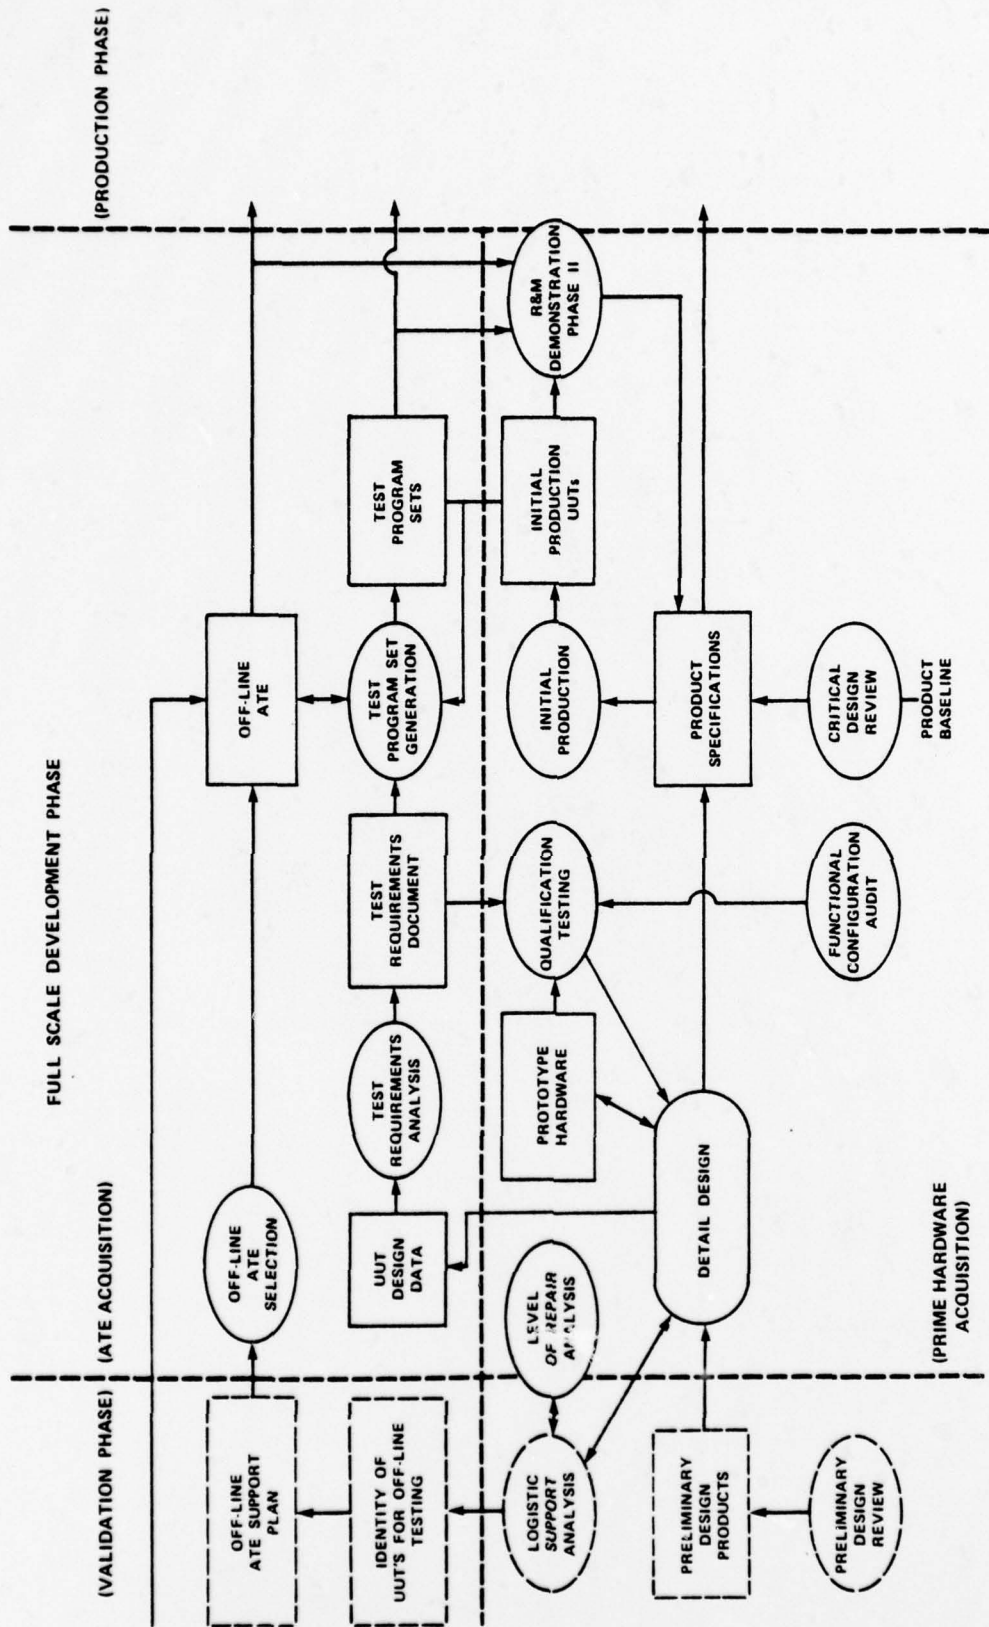 FULL SCALE DEVELOPMENT PHASE
(VALIDATION PHASE)
(ATE ACQUISITION)
(PRODUCTION PHASE)
OFF-LINE
ATE SUPPORT
PLAN
OFF-LINE
ATE
SELECTION
OFF-LINE
ATE
IDENTITY OF
UUT'S FOR OFF-LINE
TESTING
UUT
DESIGN
DATA
TEST
REQUIREMENTS
ANALYSIS
TEST
REQUIREMENTS
DOCUMENT
TEST
PROGRAM SET
GENERATION
TEST
PROGRAM
SETS
LOGISTIC
SUPPORT
ANALYSIS
LEVEL
OF REPAIR
ANALYSIS
PROTOTYPE
HARDWARE
QUALIFICATION
TESTING
INITIAL
PRODUCTION
INITIAL
PRODUCTION
UUTs
R&M
DEMONSTRATION
PHASE II
PRELIMINARY
DESIGN
PRODUCTS
DETAIL DESIGN
PRODUCT
SPECIFICATIONS
PRELIMINARY
DESIGN
REVIEW
FUNCTIONAL
CONFIGURATION
AUDIT
CRITICAL
DESIGN
REVIEW
PRODUCT
BASELINE
(PRIME HARDWARE
ACQUISITION)